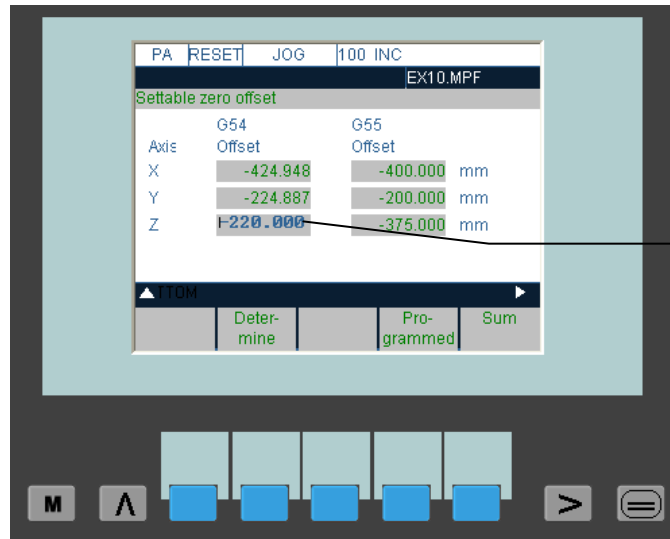 PA RESET JOG 100 INC
EX10.MPF
Settable zero offset
G54 G55
Axis Offset Offset
X -424.948 -400.000 mm
Y -224.887 -200.000 mm
Z -220.000 -375.000 mm
TTOM
Deter- Pro- Sum
mine grammed
M Λ >